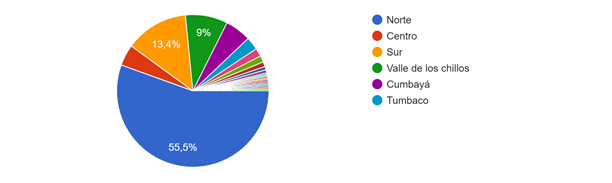 13,4%
9%
55,5%
Norte
Centro
Sur
Valle de los chillos
Cumbayá
Tumbaco